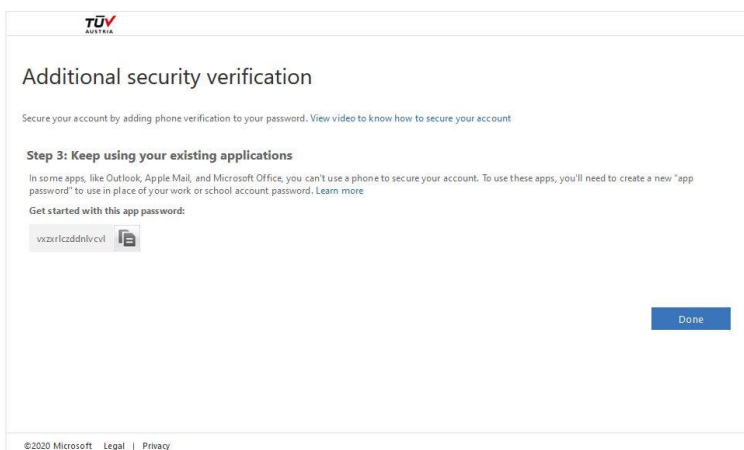 TÜV
AUSTRIA
Additional security verification
Secure your account by adding phone verification to your password. View video to know how to secure your account
Step 3: Keep using your existing applications
In some apps, like Outlook, Apple Mail, and Microsoft Office, you can't use a phone to secure your account. To use these apps, you'll need to create a new "app
password" to use in place of your work or school account password. Learn more
Get started with this app password:
vxzxrlczddnlvcvl
Done
©2020 Microsoft Legal | Privacy